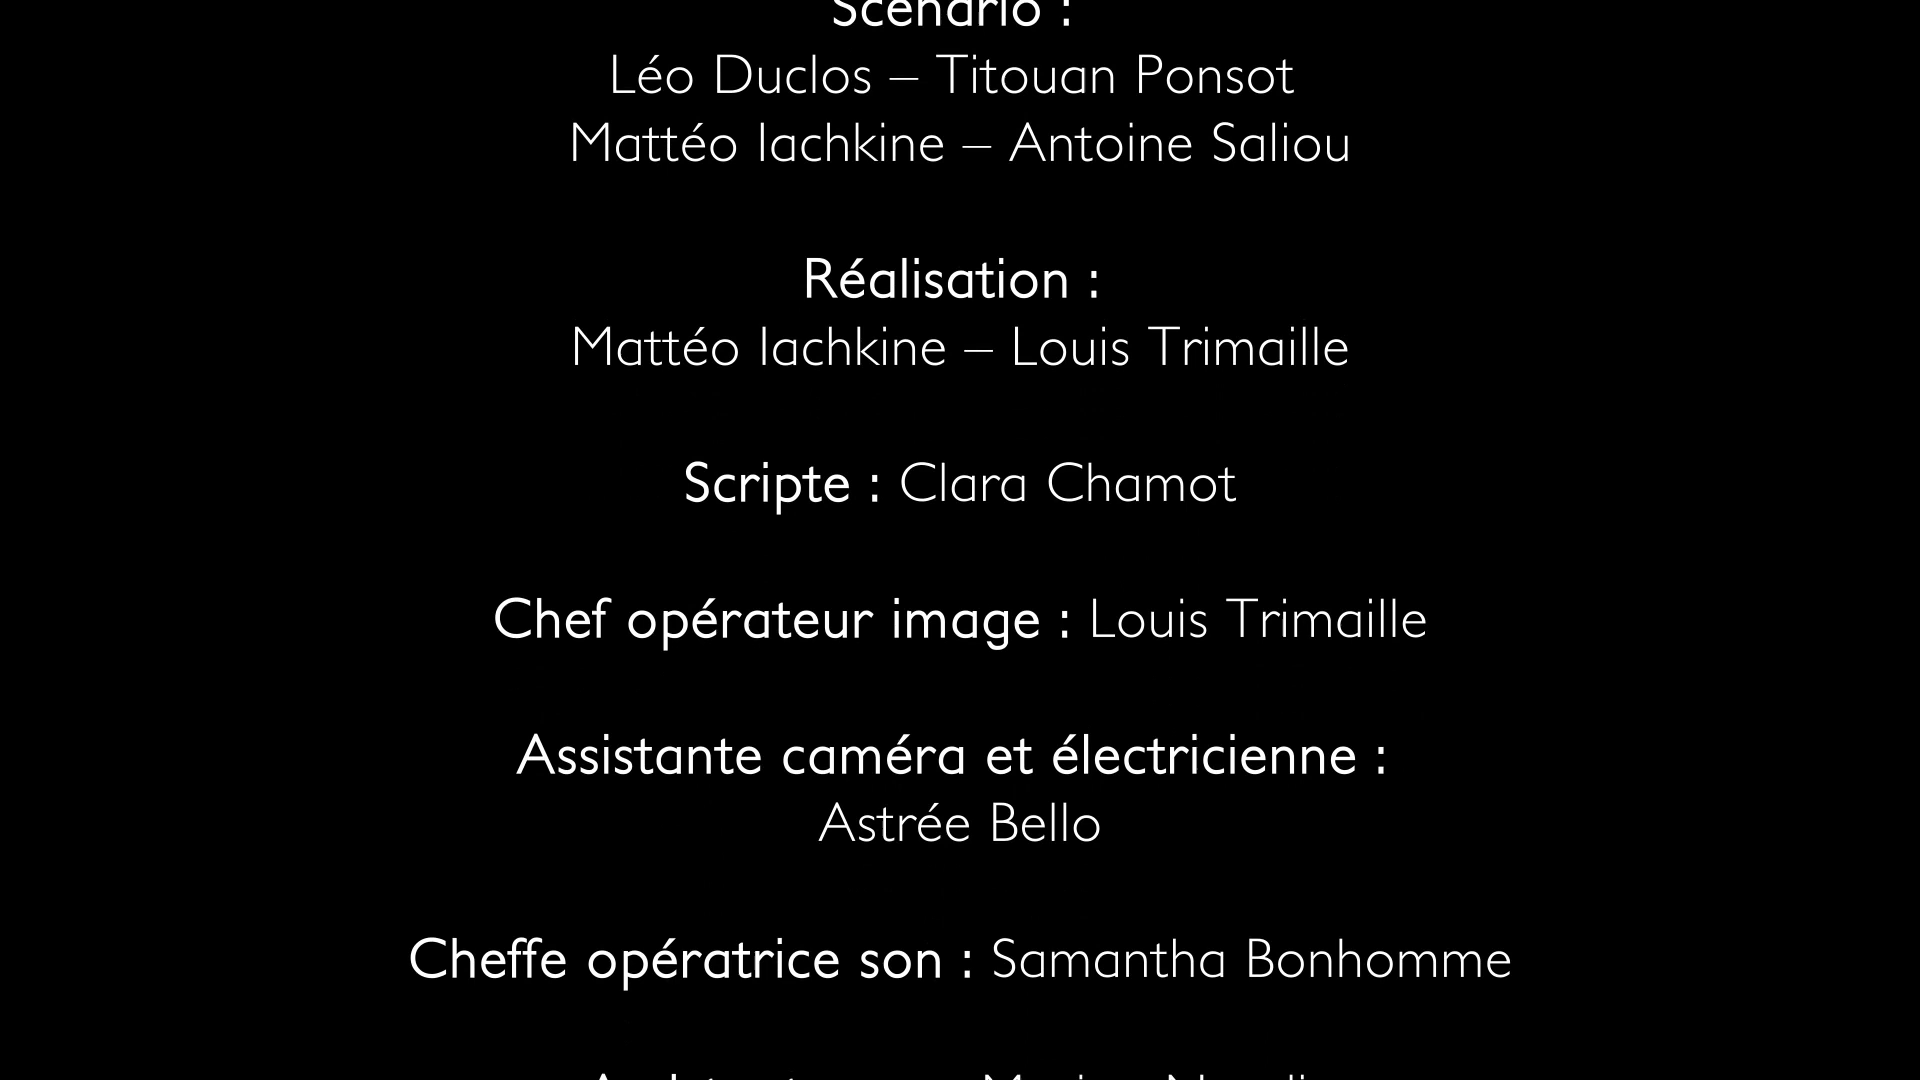 Scénario :
Léo Duclos – Titouan Ponsot
Mattéo Iachkine – Antoine Saliou
Réalisation :
Mattéo Iachkine – Louis Trimaille
Scripte : Clara Chamot
Chef opérateur image : Louis Trimaille
Assistante caméra et électricienne :
Astrée Bello
Cheffe opératrice son : Samantha Bonhomme